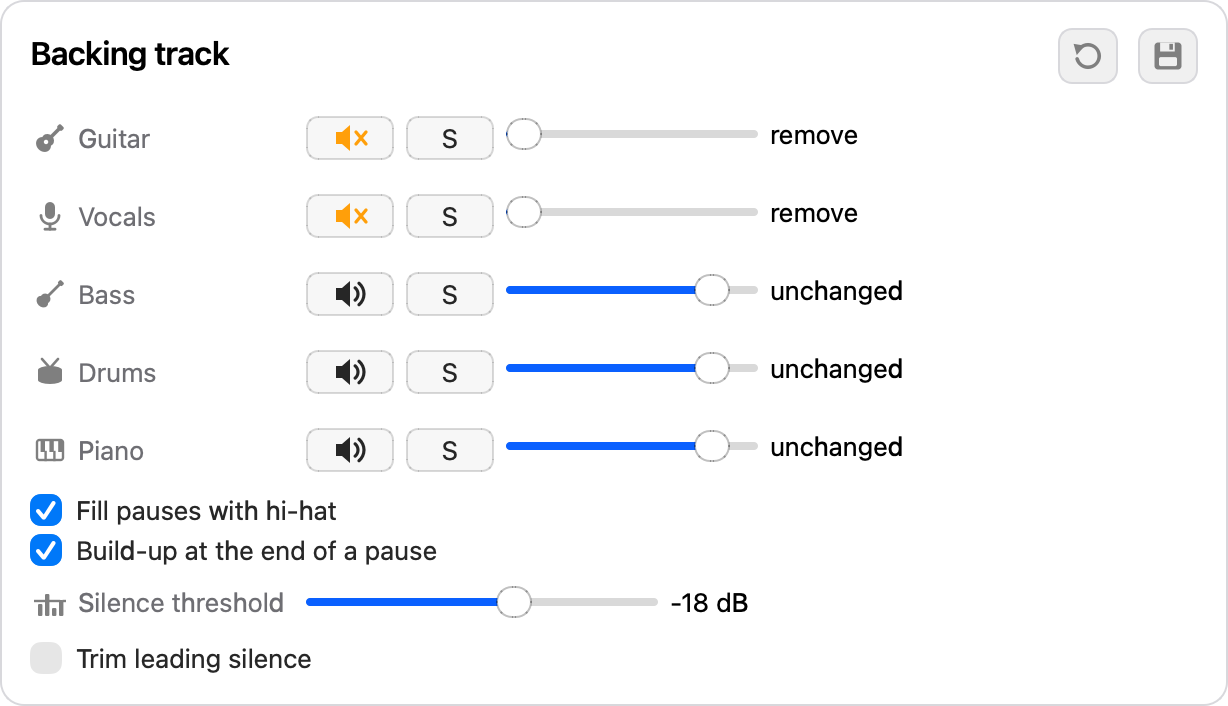 Backing track
Guitar S remove
Vocals S remove
Bass S unchanged
Drums S unchanged
Piano S unchanged
Fill pauses with hi-hat
Build-up at the end of a pause
Silence threshold -18 dB
Trim leading silence